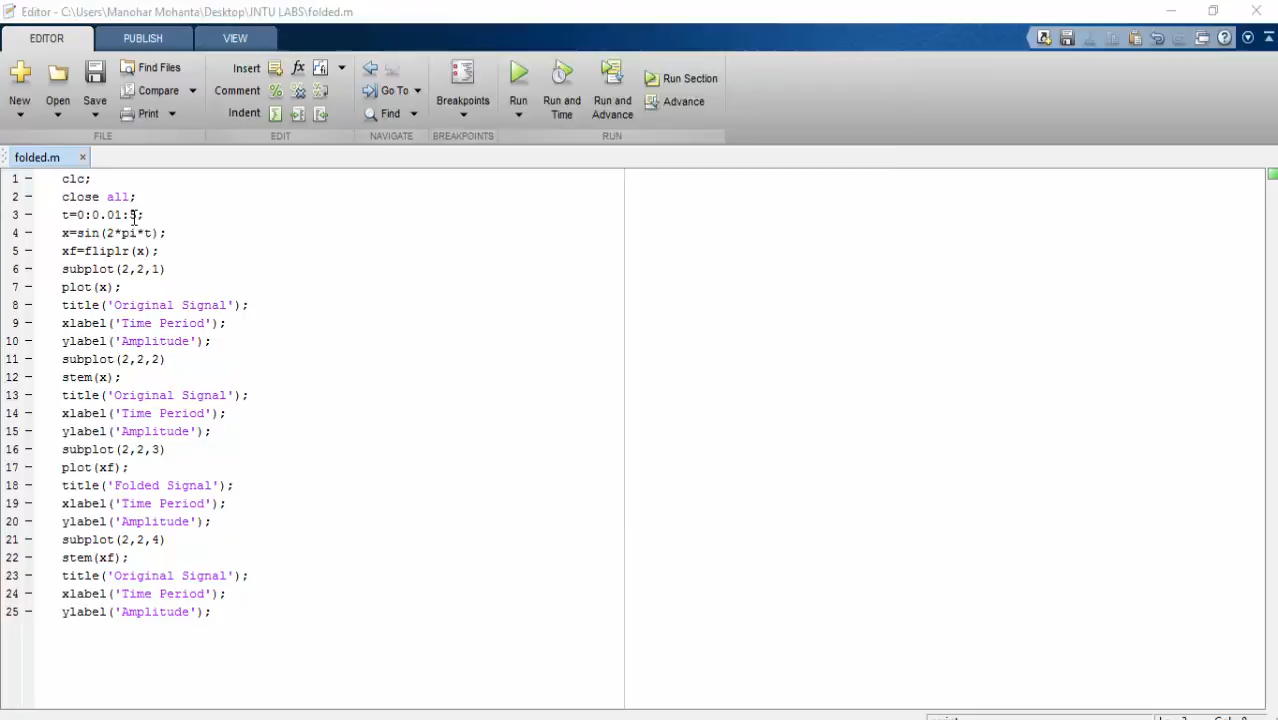 Editor - C:\Users\Manohar Mohanta\Desktop\JNTU LABS\folded.m
EDITOR PUBLISH VIEW
New Open Save Find Files Compare Print
Insert Comment Indent
Go To Find
Breakpoints
Run Run and Time Run and Advance Run Section Advance
FILE EDIT NAVIGATE BREAKPOINTS RUN
folded.m
1 clc;
2 close all;
3 t=0:0.01:5;
4 x=sin(2*pi*t);
5 xf=fliplr(x);
6 subplot(2,2,1)
7 plot(x);
8 title('Original Signal');
9 xlabel('Time Period');
10 ylabel('Amplitude');
11 subplot(2,2,2)
12 stem(x);
13 title('Original Signal');
14 xlabel('Time Period');
15 ylabel('Amplitude');
16 subplot(2,2,3)
17 plot(xf);
18 title('Folded Signal');
19 xlabel('Time Period');
20 ylabel('Amplitude');
21 subplot(2,2,4)
22 stem(xf);
23 title('Original Signal');
24 xlabel('Time Period');
25 ylabel('Amplitude');